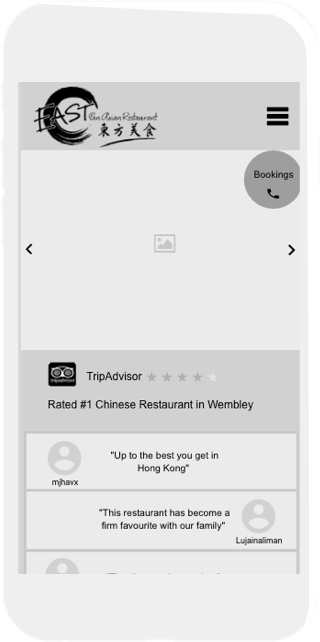 EAST Pan Asian Restaurant
東方美食
Bookings
TripAdvisor
Rated #1 Chinese Restaurant in Wembley
"Up to the best you get in
Hong Kong"
mjhavx
"This restaurant has become a
firm favourite with our family"
Lujainaliman